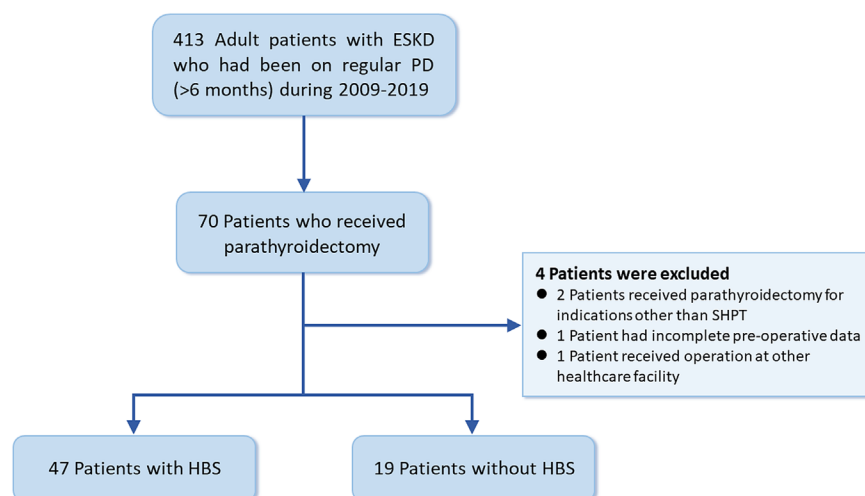 413 Adult patients with ESKD
who had been on regular PD
(>6 months) during 2009-2019
70 Patients who received
parathyroidectomy
4 Patients were excluded
● 2 Patients received parathyroidectomy for
indications other than SHPT
● 1 Patient had incomplete pre-operative data
● 1 Patient received operation at other
healthcare facility
47 Patients with HBS
19 Patients without HBS